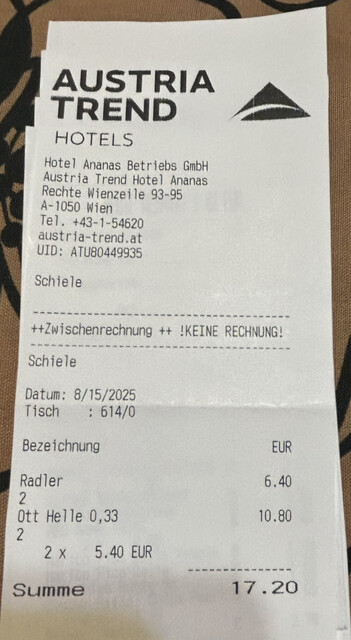 AUSTRIA
TREND
HOTELS
Hotel Ananas Betriebs GmbH
Austria Trend Hotel Ananas
Rechte Wienzeile 93-95
A-1050 Wien
Tel. +43-1-54620
austria-trend.at
UID: ATU80449935
Schiele
++Zwischenrechnung ++ !KEINE RECHNUNG!
Schiele
Datum: 8/15/2025
Tisch : 614/0
Bezeichnung EUR
Radler 6.40
2
Ott Helle 0,33 10.80
2
2 x 5.40 EUR
Summe 17.20